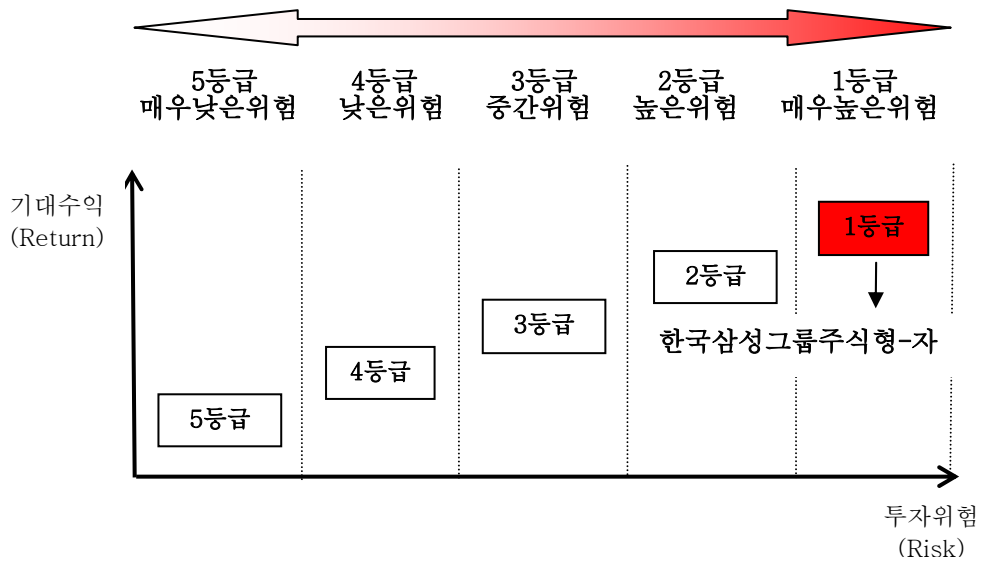 5등급 4등급 3등급 2등급 1등급
매우낮은위험 낮은위험 중간위험 높은위험 매우높은위험
기대수익
(Return)
1등급
2등급
3등급
한국삼성그룹주식형-자
4등급
5등급
투자위험
(Risk)